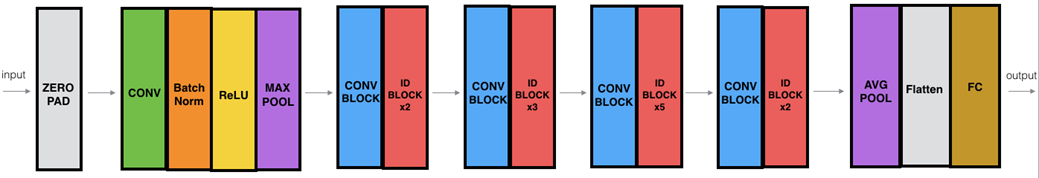 input
ZERO
PAD
CONV
Batch
Norm
ReLU
MAX
POOL
CONV
BLOCK
ID
BLOCK
x2
CONV
BLOCK
ID
BLOCK
x3
CONV
BLOCK
ID
BLOCK
x5
CONV
BLOCK
ID
BLOCK
x2
AVG
POOL
Flatten
FC
output